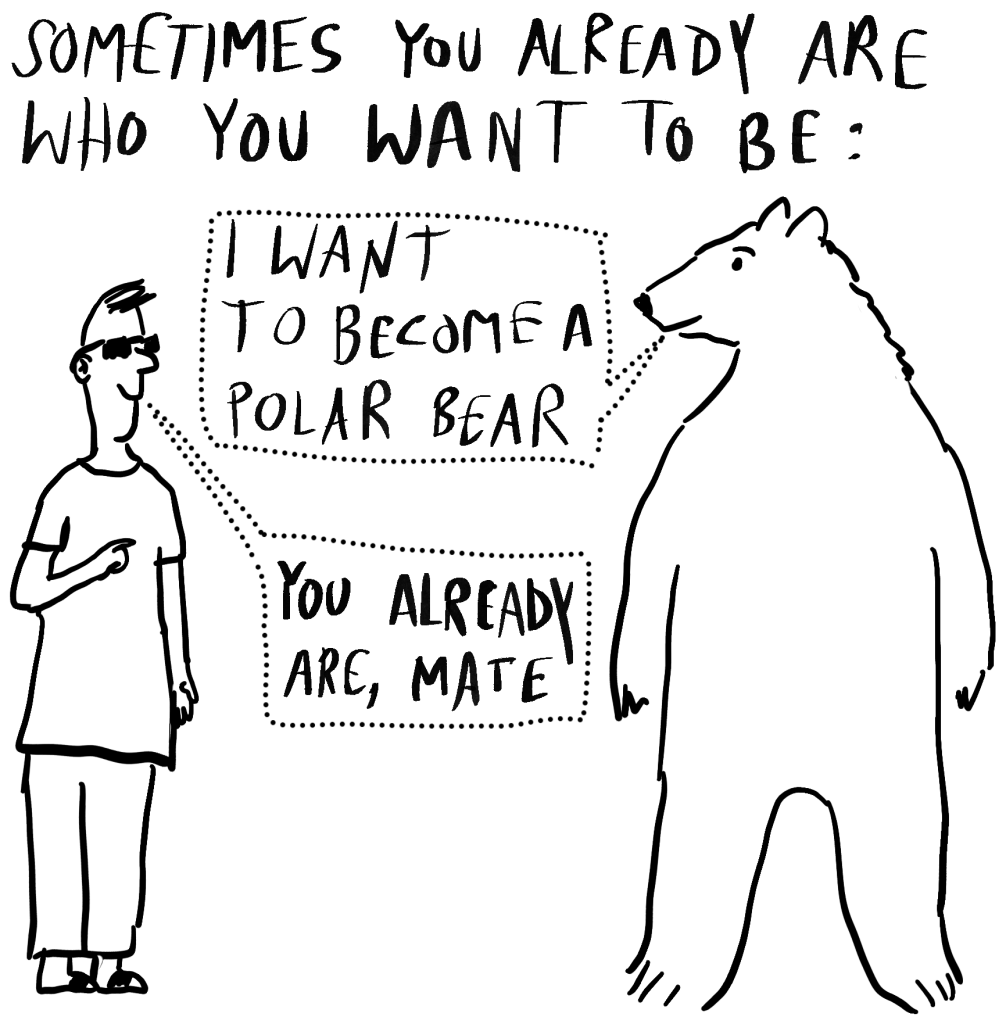 SOMETIMES YOU ALREADY ARE
WHO YOU WANT TO BE:
I WANT
TO BECOME A
POLAR BEAR
YOU ALREADY
ARE, MATE